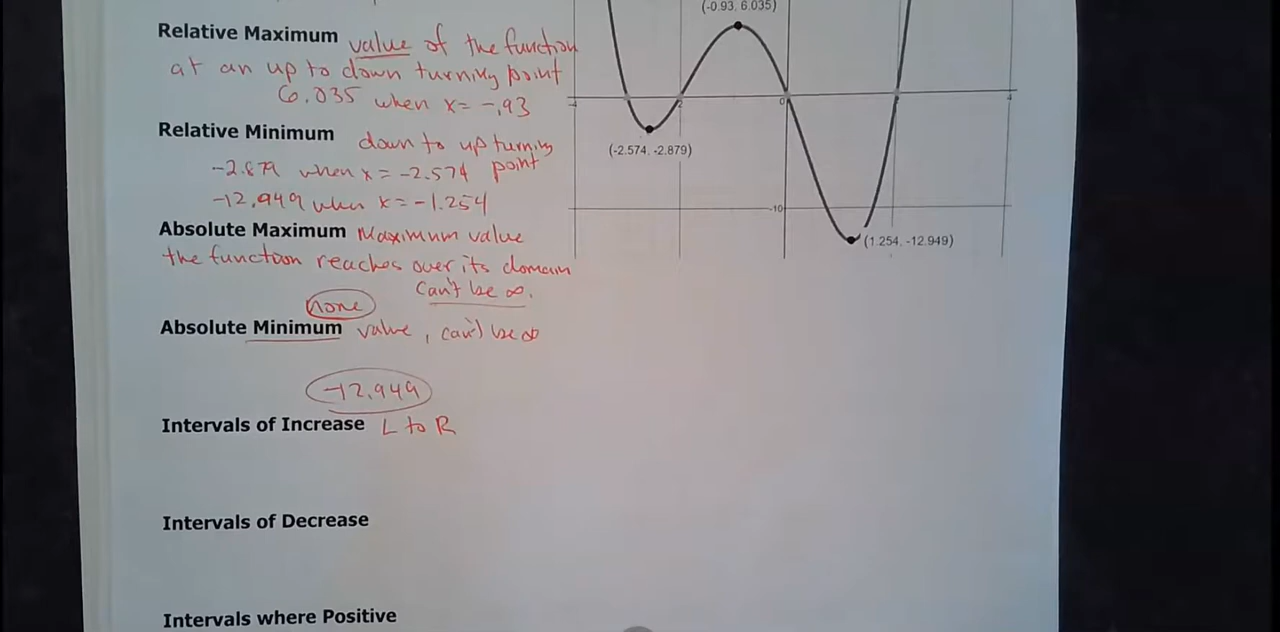 (-0.93, 6.035)
Relative Maximum value of the function
at an up to down turning point
6.035 when x = -.93
-4
-2
0
2
4
Relative Minimum down to up turning
point
-2.879 when x = -2.574
(-2.574, -2.879)
-12.949 when x = -1.254
-10
Absolute Maximum Maximum value
(1.254, -12.949)
the function reaches over its domain
can't be ∞.
none
Absolute Minimum value, can't be ∞
-12.949
Intervals of Increase L to R
Intervals of Decrease
Intervals where Positive